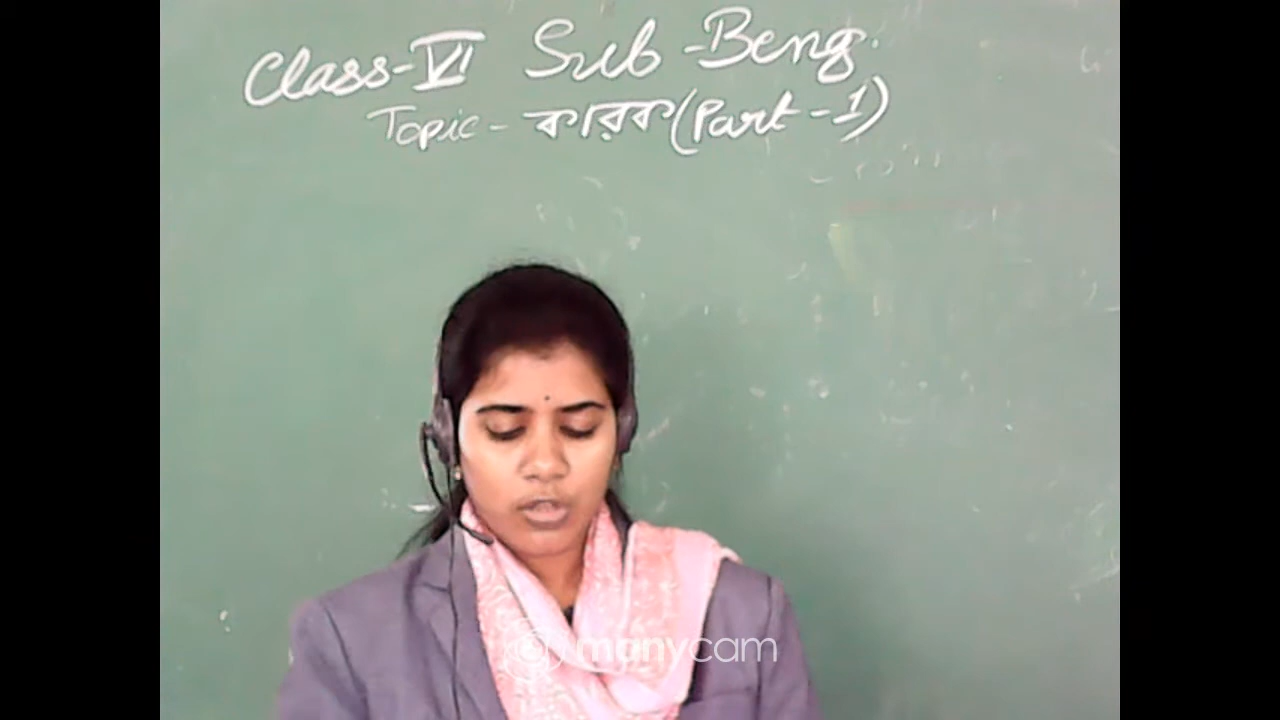 Class-VI Sub-Beng.
Topic- কারক(Part-1)
manycam